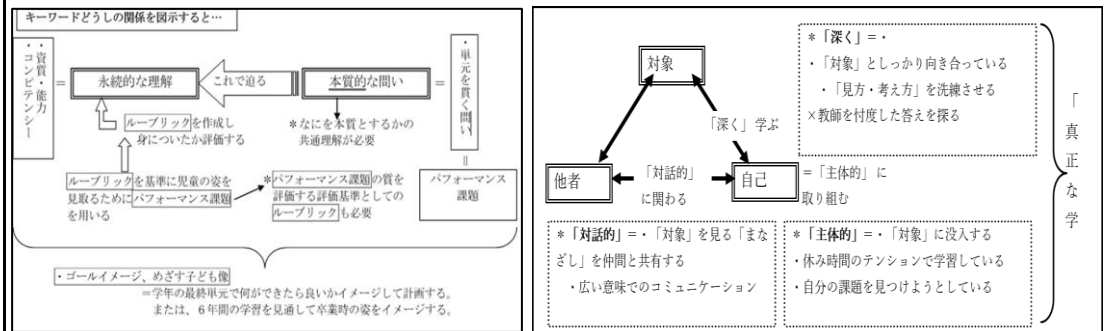 キーワードどうしの関係を図示すると…
・資質・能力
・コンピテンシー
＝
永続的な理解
これで迫る
本質的な問い
＝
・単元を貫く問い
ルーブリックを作成し
身についたか評価する
＊なにを本質とするかの
共通理解が必要
＝
ルーブリックを基準に児童の姿を
見取るためにパフォーマンス課題
を用いる
＊パフォーマンス課題の質を
評価する評価基準としての
ルーブリックも必要
パフォーマンス
課題
・ゴールイメージ、めざす子ども像
＝学年の最終単元で何ができたら良いかイメージして計画する。
または、６年間の学習を見通して卒業時の姿をイメージする。
対象
「深く」学ぶ
他者
「対話的」
に関わる
自己
＝「主体的」に
取り組む
＊「深く」＝・
・「対象」としっかり向き合っている
・「見方・考え方」を洗練させる
×教師を忖度した答えを探る
＊「対話的」＝・「対象」を見る「まな
ざし」を仲間と共有する
・広い意味でのコミュニケーション
＊「主体的」＝・「対象」に没入する
・休み時間のテンションで学習している
・自分の課題を見つけようとしている
「真正な学